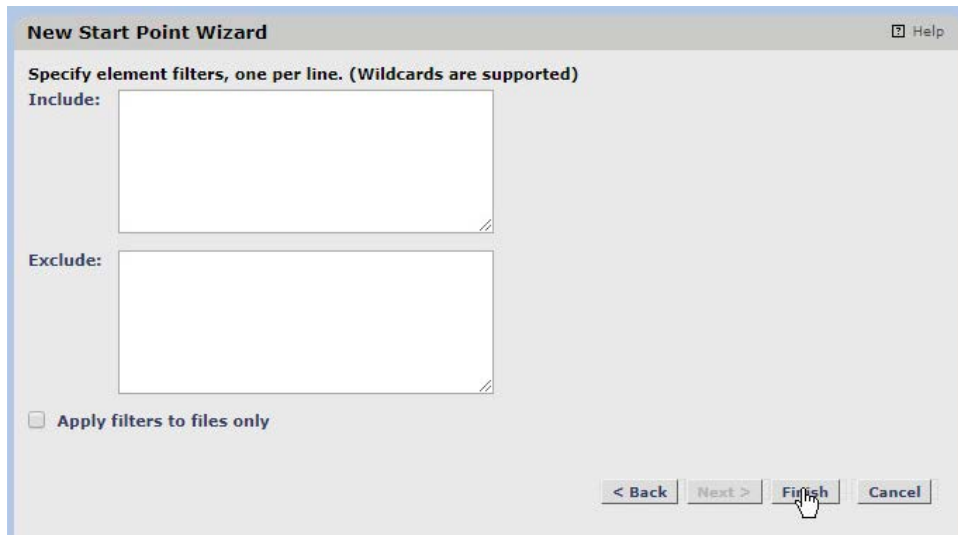 New Start Point Wizard
? Help
Specify element filters, one per line. (Wildcards are supported)
Include:
Exclude:
Apply filters to files only
< Back Next > Finish Cancel